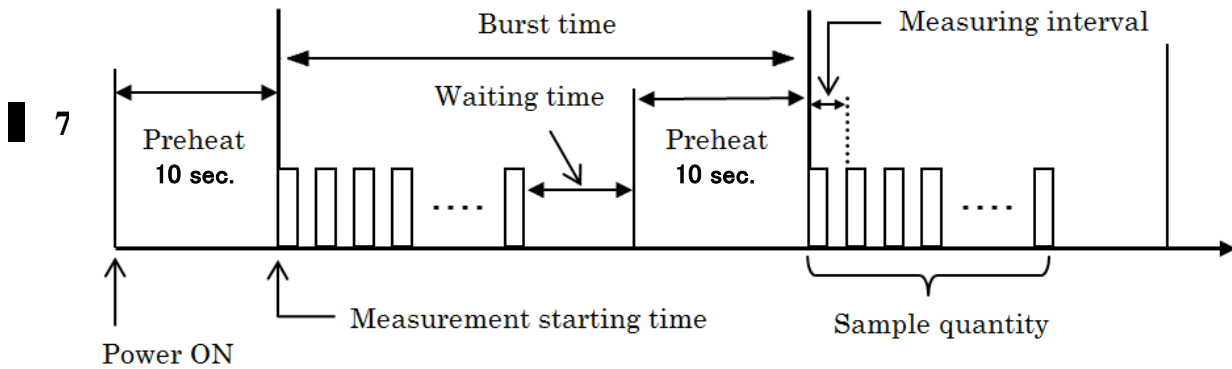 Burst time
Measuring interval
Waiting time
7
Preheat
10 sec.
Preheat
10 sec.
....
....
Measurement starting time
Sample quantity
Power ON